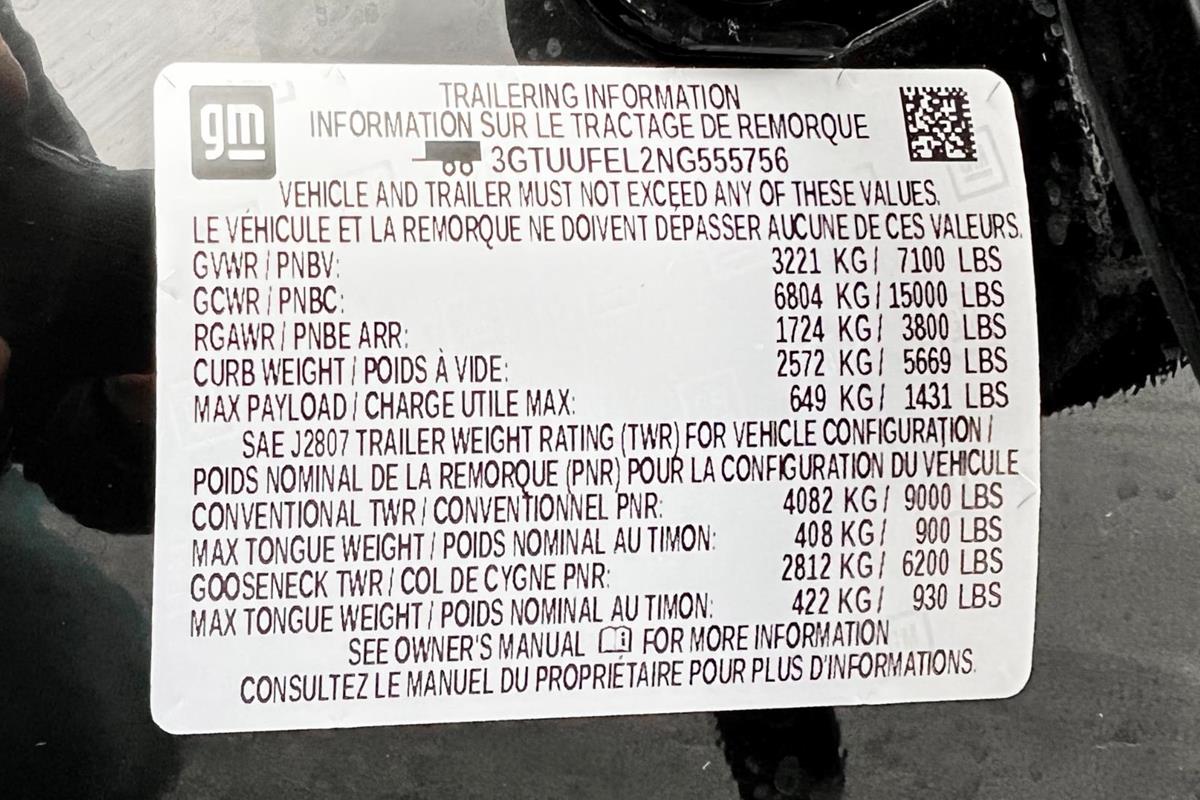 gm
TRAILERING INFORMATION
INFORMATION SUR LE TRACTAGE DE REMORQUE
3GTUUFEL2NG555756
VEHICLE AND TRAILER MUST NOT EXCEED ANY OF THESE VALUES.
LE VÉHICULE ET LA REMORQUE NE DOIVENT DÉPASSER AUCUNE DE CES VALEURS.
GVWR / PNBV: 3221 KG / 7100 LBS
GCWR / PNBC: 6804 KG / 15000 LBS
RGAWR / PNBE ARR: 1724 KG / 3800 LBS
CURB WEIGHT / POIDS À VIDE: 2572 KG / 5669 LBS
MAX PAYLOAD / CHARGE UTILE MAX: 649 KG / 1431 LBS
SAE J2807 TRAILER WEIGHT RATING (TWR) FOR VEHICLE CONFIGURATION /
POIDS NOMINAL DE LA REMORQUE (PNR) POUR LA CONFIGURATION DU VÉHICULE
CONVENTIONAL TWR / CONVENTIONNEL PNR: 4082 KG / 9000 LBS
MAX TONGUE WEIGHT / POIDS NOMINAL AU TIMON: 408 KG / 900 LBS
GOOSENECK TWR / COL DE CYGNE PNR: 2812 KG / 6200 LBS
MAX TONGUE WEIGHT / POIDS NOMINAL AU TIMON: 422 KG / 930 LBS
SEE OWNER'S MANUAL FOR MORE INFORMATION
CONSULTEZ LE MANUEL DU PROPRIÉTAIRE POUR PLUS D'INFORMATIONS.